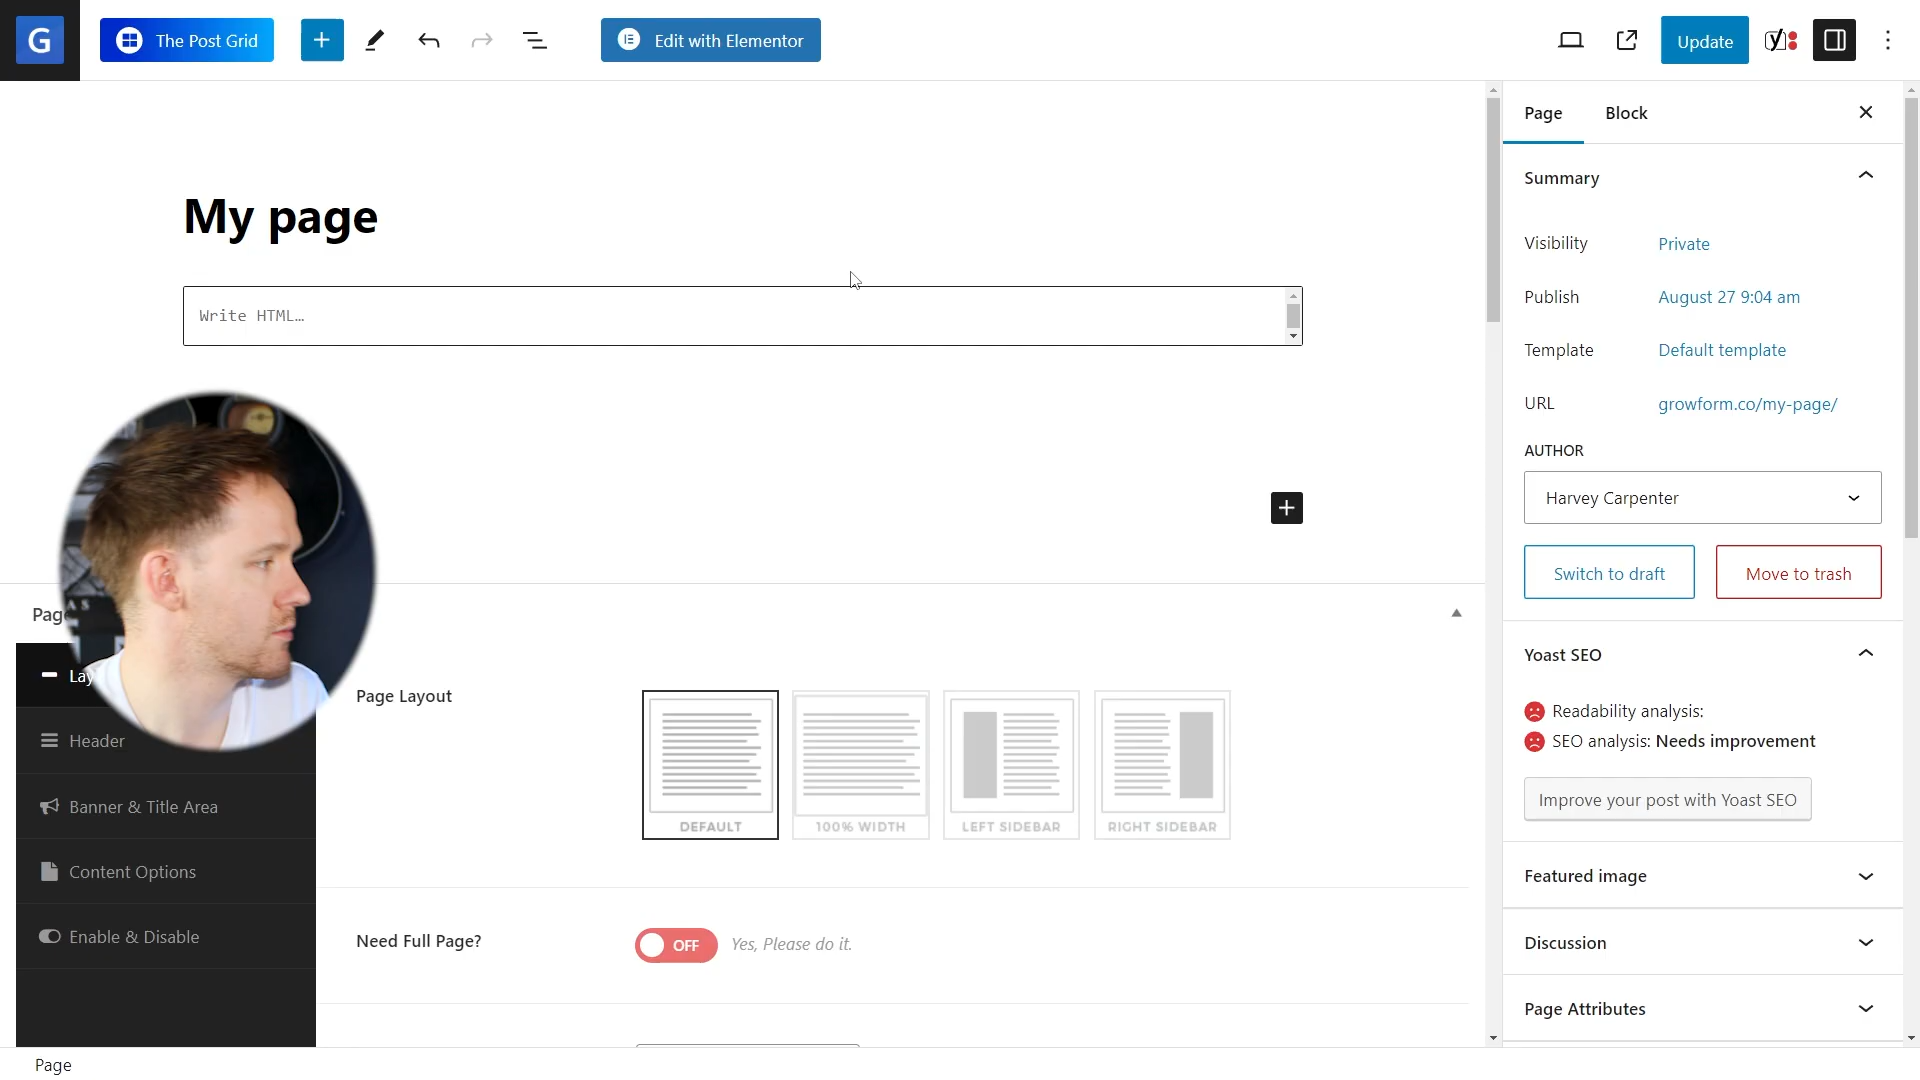 G
The Post Grid
Edit with Elementor
Update
Page
Block
My page
Write HTML…
Summary
Visibility
Private
Publish
August 27 9:04 am
Template
Default template
URL
growform.co/my-page/
AUTHOR
Harvey Carpenter
Switch to draft
Move to trash
Yoast SEO
Readability analysis:
SEO analysis: Needs improvement
Improve your post with Yoast SEO
Featured image
Discussion
Page Attributes
Header
Banner & Title Area
Content Options
Enable & Disable
Page Layout
DEFAULT
100% WIDTH
LEFT SIDEBAR
RIGHT SIDEBAR
Need Full Page?
OFF
Yes, Please do it.
Page